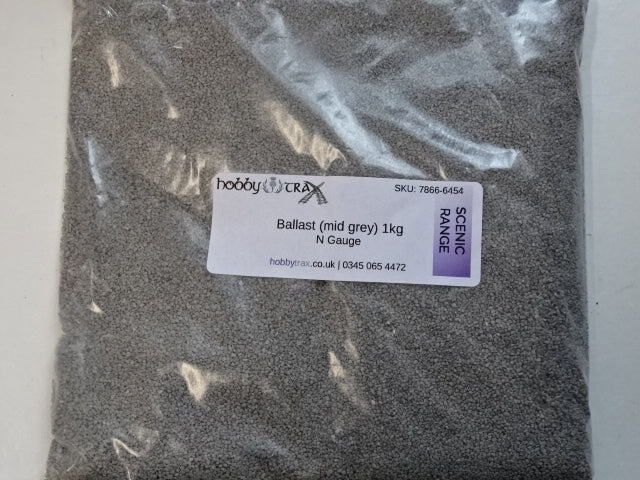 hobby trax
SKU: 7866-6454
Ballast (mid grey) 1kg
N Gauge
SCENIC
RANGE
hobbytrax.co.uk | 0345 065 4472